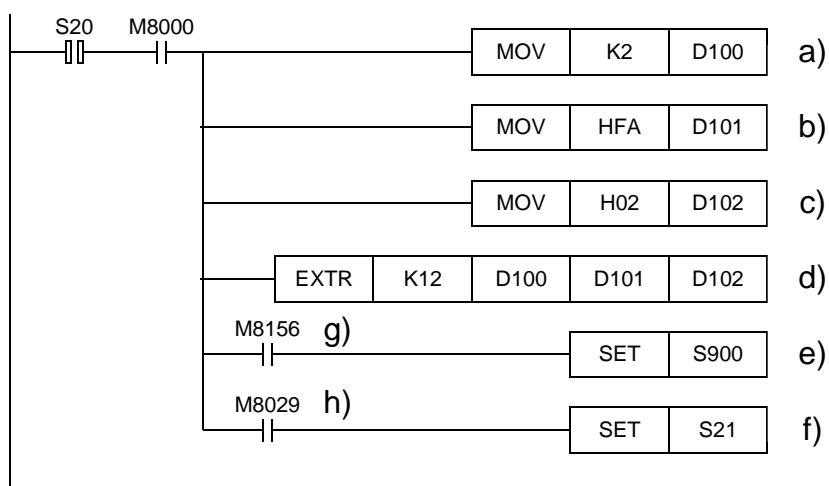 S20 M8000
MOV K2 D100 a)
MOV HFA D101 b)
MOV H02 D102 c)
EXTR K12 D100 D101 D102 d)
M8156 g)
SET S900 e)
M8029 h)
SET S21 f)